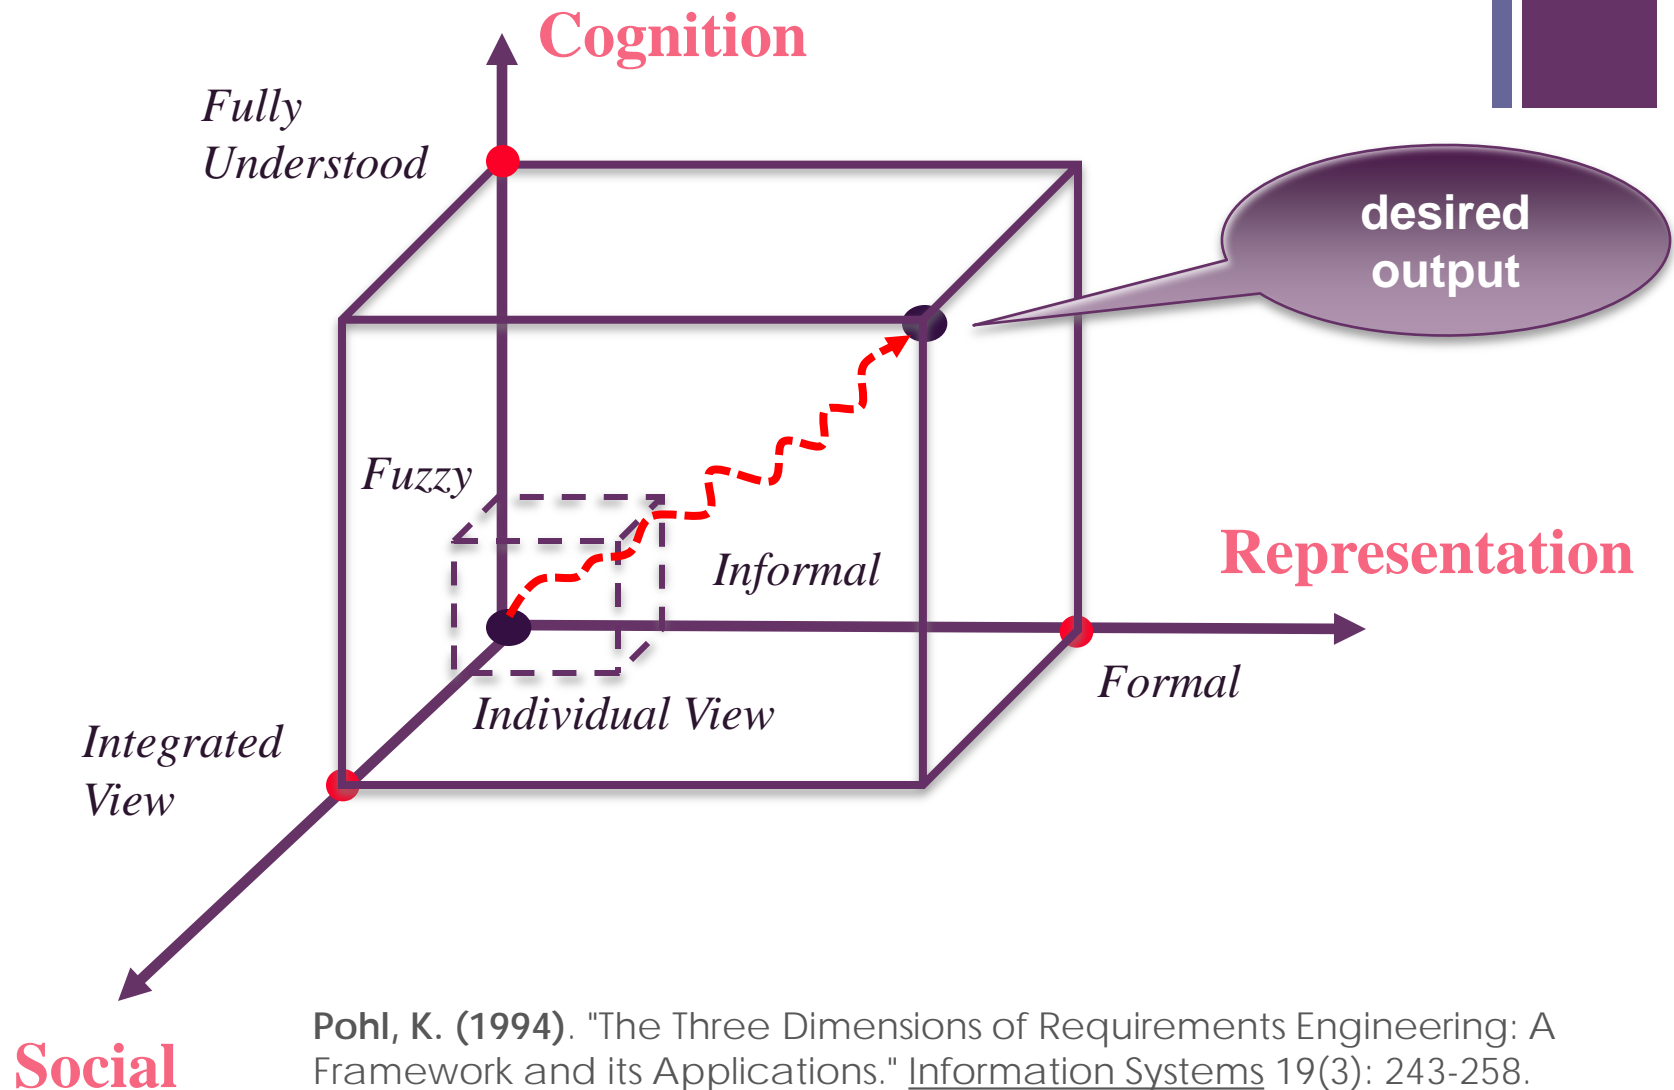 Cognition
Fully
Understood
desired
output
Fuzzy
Informal
Representation
Formal
Individual View
Integrated
View
Social
Pohl, K. (1994). "The Three Dimensions of Requirements Engineering: A
Framework and its Applications." Information Systems 19(3): 243-258.